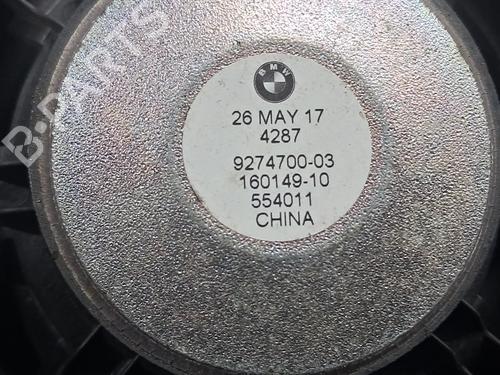 B-PARTS
BMW
26 MAY 17
4287
9274700-03
160149-10
554011
CHINA